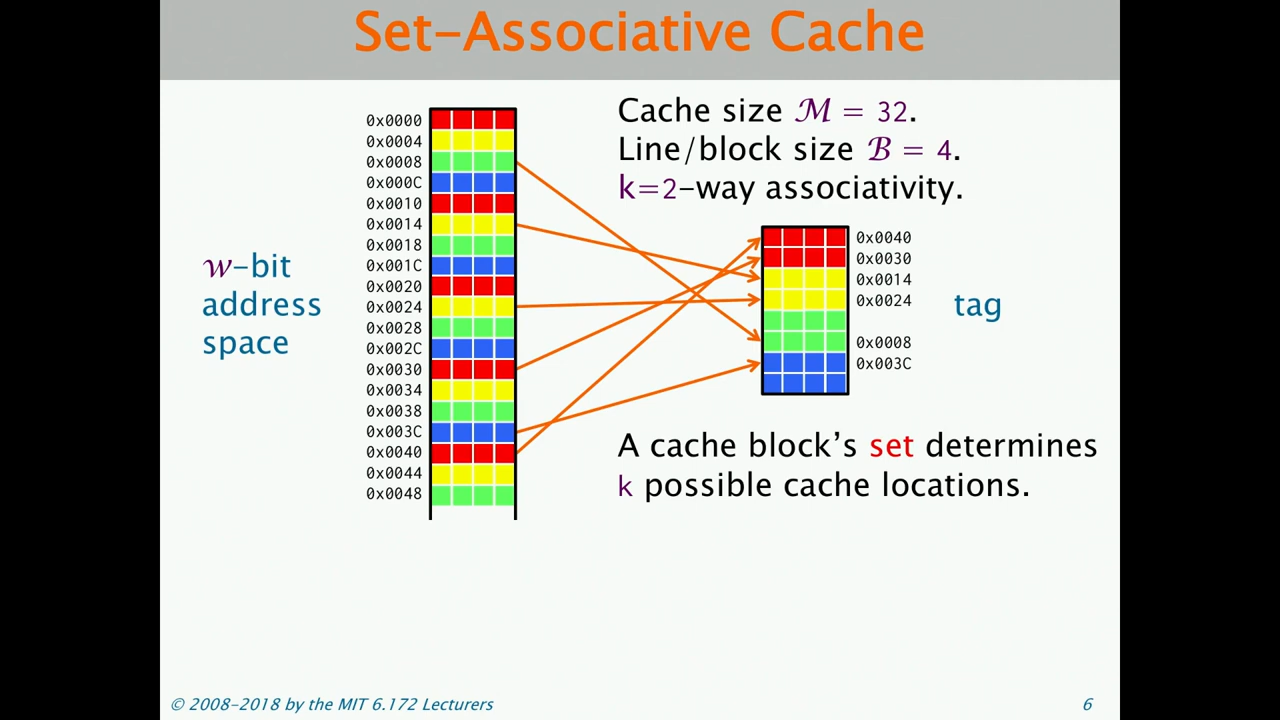 Set-Associative Cache
0x0000
0x0004
0x0008
0x000C
0x0010
0x0014
0x0018
0x001C
0x0020
0x0024
0x0028
0x002C
0x0030
0x0034
0x0038
0x003C
0x0040
0x0044
0x0048
w-bit
address
space
Cache size M = 32.
Line/block size B = 4.
k=2-way associativity.
0x0040
0x0030
0x0014
0x0024
0x0008
0x003C
tag
A cache block's set determines
k possible cache locations.
© 2008-2018 by the MIT 6.172 Lecturers
6